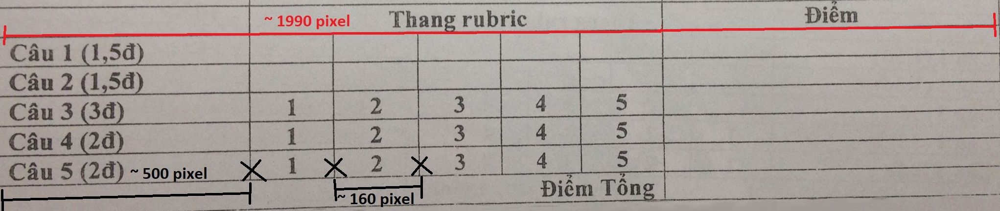 ~ 1990 pixel Thang rubric Điểm
Câu 1 (1,5đ)
Câu 2 (1,5đ)
Câu 3 (3đ) 1 2 3 4 5
Câu 4 (2đ) 1 2 3 4 5
Câu 5 (2đ) ~ 500 pixel 1 2 3 4 5
~ 160 pixel Điểm Tổng